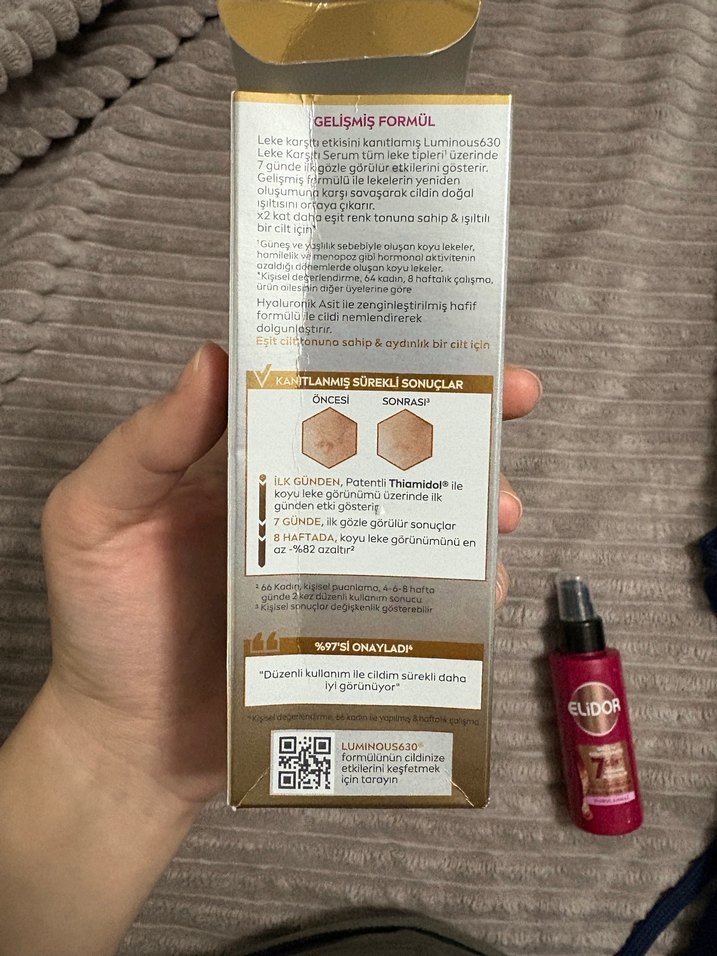 GELİŞMİŞ FORMÜL
Leke karşıtı etkisini kanıtlamış Luminous630
Leke Karşıtı Serum tüm leke tipleri¹ üzerinde
7 günde ilk gözle görülür etkilerini gösterir.
Gelişmiş formülü ile lekelerin yeniden
oluşumuna karşı savaşarak cildin doğal
ışıltısını ortaya çıkarır.
x2 kat daha eşit renk tonuna sahip & ışıltılı
bir cilt için*
¹Güneş ve yaşlılık sebebiyle oluşan koyu lekeler,
hamilelik ve menopoz gibi hormonal aktivitenin
azaldığı dönemlerde oluşan koyu lekeler.
*Kişisel değerlendirme, 64 kadın, 8 haftalık çalışma,
ürün ailesinin diğer üyelerine göre
Hyaluronik Asit ile zenginleştirilmiş hafif
formülü ile cildi nemlendirerek
dolgunlaştırır.
Eşit cilt tonuna sahip & aydınlık bir cilt için
KANITLANMIŞ SÜREKLİ SONUÇLAR
ÖNCESİ SONRASI³
İLK GÜNDEN, Patentli Thiamidol® ile
koyu leke görünümü üzerinde ilk
günden etki gösterir
7 GÜNDE, ilk gözle görülür sonuçlar
8 HAFTADA, koyu leke görünümünü en
az -%82 azaltır²
² 66 Kadın, kişisel puanlama, 4-6-8 hafta
günde 2 kez düzenli kullanım sonucu
³ Kişisel sonuçlar değişkenlik gösterebilir
%97'Sİ ONAYLADI⁴
"Düzenli kullanım ile cildim sürekli daha
iyi görünüyor"
⁴ Kişisel değerlendirme, 66 kadın ile yapılmış 8 haftalık çalışma
LUMINOUS630®
formülünün cildinize
etkilerini keşfetmek
için tarayın
ELiDOR
7